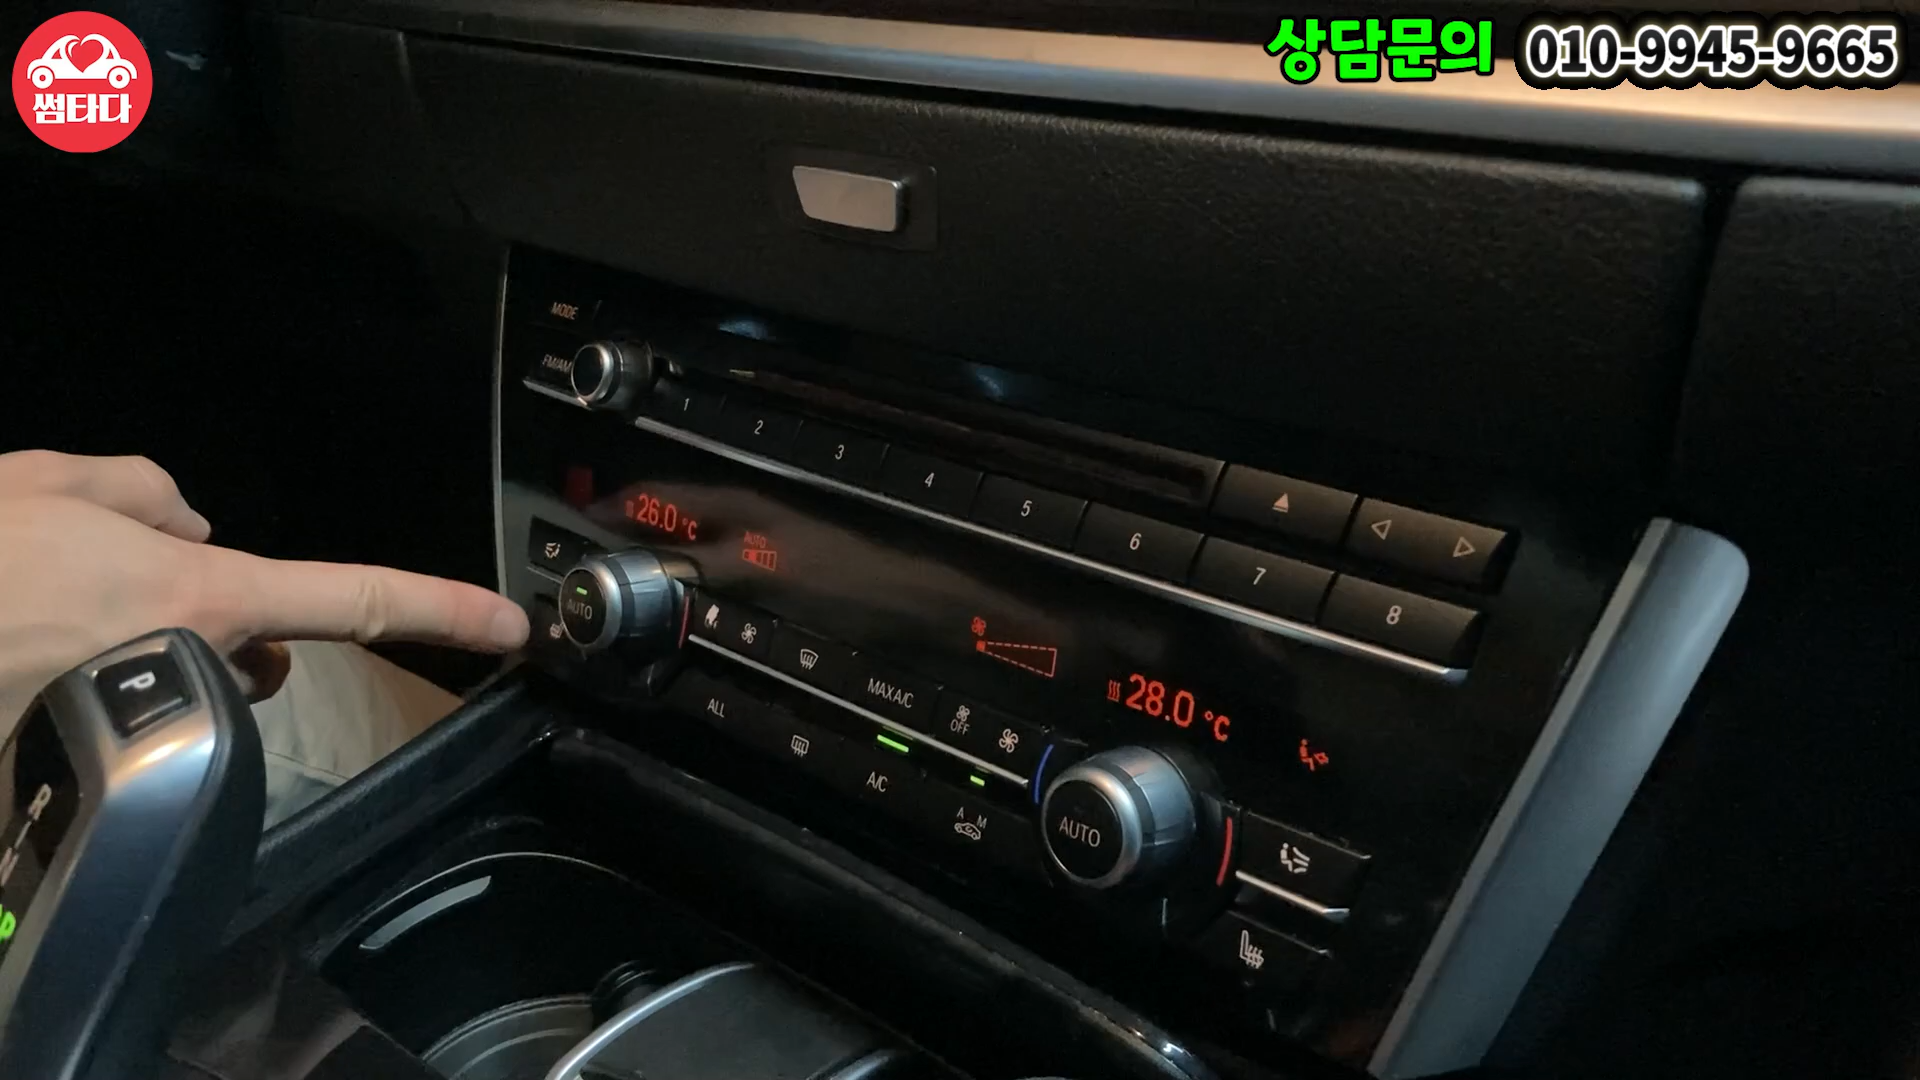 썸타다
상담문의 010-9945-9665
MODE
FM/AM
1 2 3 4 5 6 7 8
26.0 °C
AUTO
AUTO
MAX A/C
OFF
28.0 °C
ALL
A/C
A M
AUTO
P
R
N
P